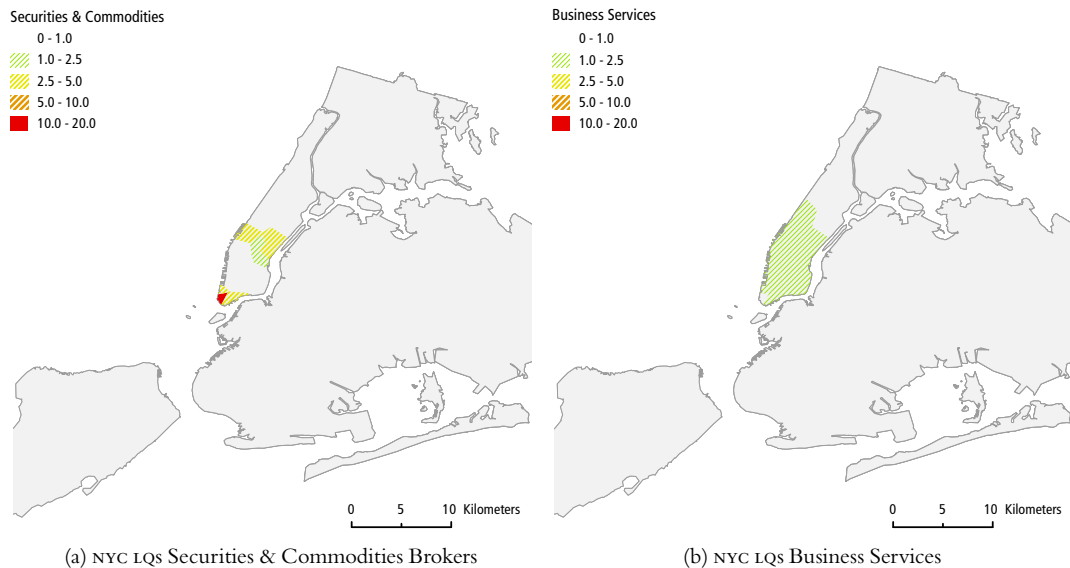 Securities & Commodities
0 - 1.0
1.0 - 2.5
2.5 - 5.0
5.0 - 10.0
10.0 - 20.0
0 5 10 Kilometers
(a) NYC LQs Securities & Commodities Brokers
Business Services
0 - 1.0
1.0 - 2.5
2.5 - 5.0
5.0 - 10.0
10.0 - 20.0
0 5 10 Kilometers
(b) NYC LQs Business Services